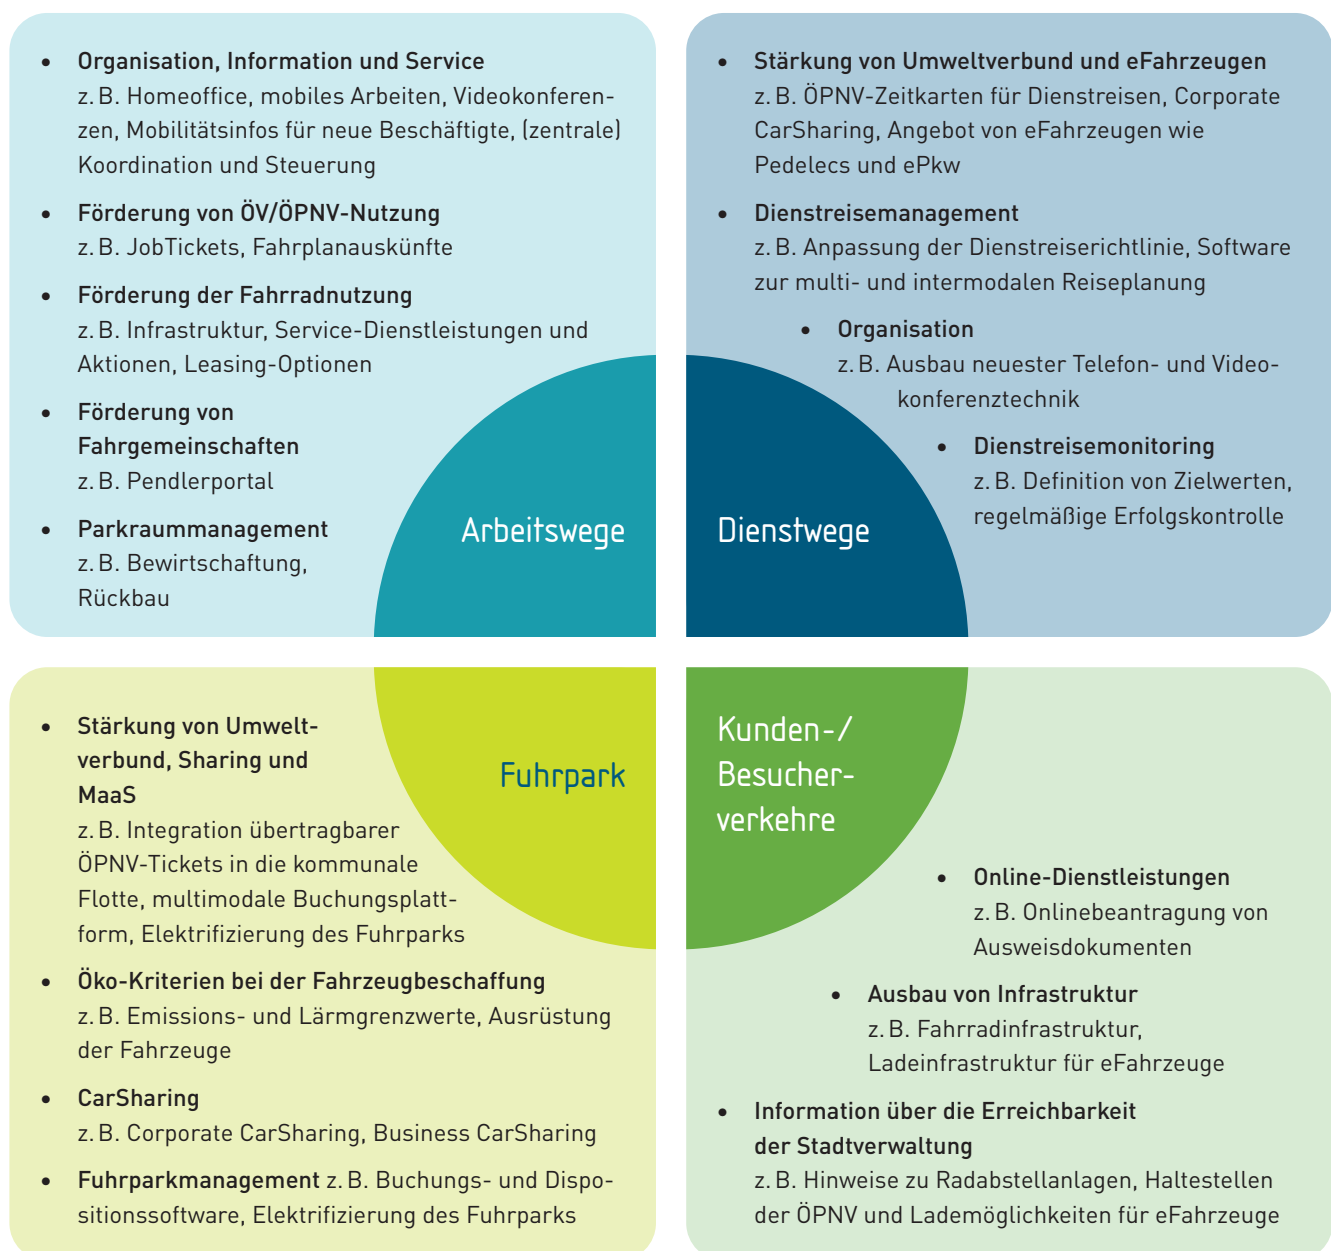 • Organisation, Information und Service
z. B. Homeoffice, mobiles Arbeiten, Videokonferen-
zen, Mobilitätsinfos für neue Beschäftigte, (zentrale)
Koordination und Steuerung
• Förderung von ÖV/ÖPNV-Nutzung
z. B. JobTickets, Fahrplanauskünfte
• Förderung der Fahrradnutzung
z. B. Infrastruktur, Service-Dienstleistungen und
Aktionen, Leasing-Optionen
• Förderung von
Fahrgemeinschaften
z. B. Pendlerportal
• Parkraummanagement
z. B. Bewirtschaftung,
Rückbau
Arbeitswege
• Stärkung von Umweltverbund und eFahrzeugen
z. B. ÖPNV-Zeitkarten für Dienstreisen, Corporate
CarSharing, Angebot von eFahrzeugen wie
Pedelecs und ePkw
• Dienstreisemanagement
z. B. Anpassung der Dienstreiserichtlinie, Software
zur multi- und intermodalen Reiseplanung
• Organisation
z. B. Ausbau neuester Telefon- und Video-
konferenztechnik
• Dienstreisemonitoring
z. B. Definition von Zielwerten,
regelmäßige Erfolgskontrolle
Dienstwege
• Stärkung von Umwelt-
verbund, Sharing und
MaaS
z. B. Integration übertragbarer
ÖPNV-Tickets in die kommunale
Flotte, multimodale Buchungsplatt-
form, Elektrifizierung des Fuhrparks
• Öko-Kriterien bei der Fahrzeugbeschaffung
z. B. Emissions- und Lärmgrenzwerte, Ausrüstung
der Fahrzeuge
• CarSharing
z. B. Corporate CarSharing, Business CarSharing
• Fuhrparkmanagement z. B. Buchungs- und Dispo-
sitionssoftware, Elektrifizierung des Fuhrparks
Fuhrpark
Kunden-/
Besucher-
verkehre
• Online-Dienstleistungen
z. B. Onlinebeantragung von
Ausweisdokumenten
• Ausbau von Infrastruktur
z. B. Fahrradinfrastruktur,
Ladeinfrastruktur für eFahrzeuge
• Information über die Erreichbarkeit
der Stadtverwaltung
z. B. Hinweise zu Radabstellanlagen, Haltestellen
der ÖPNV und Lademöglichkeiten für eFahrzeuge